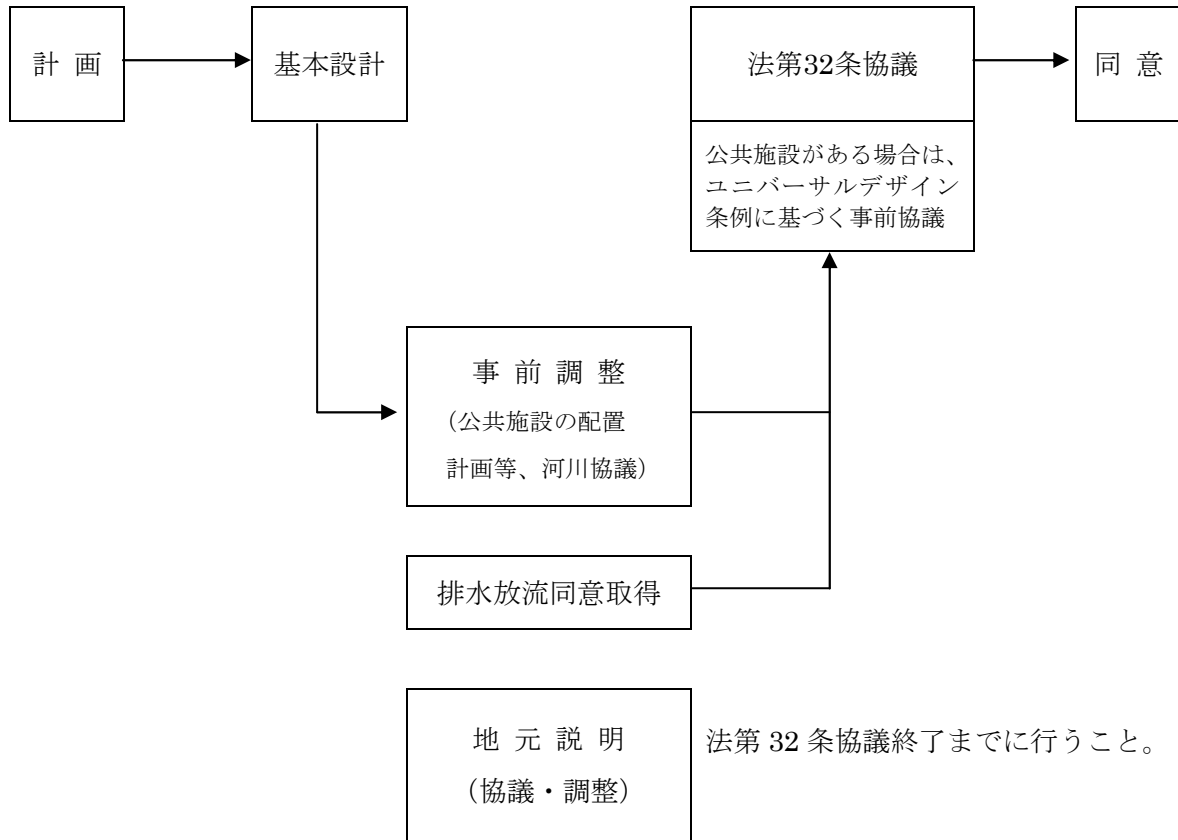 計 画
基本設計
法第32条協議
同 意
公共施設がある場合は、
ユニバーサルデザイン
条例に基づく事前協議
事 前 調 整
（公共施設の配置
計画等、河川協議）
排水放流同意取得
地 元 説 明
（協議・調整）
法第 32 条協議終了までに行うこと。